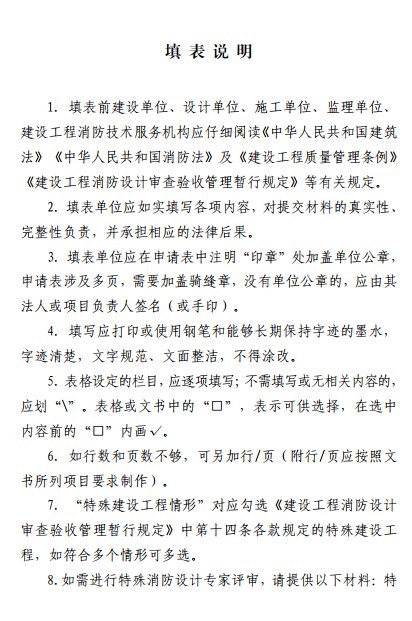 填 表 说 明
1. 填表前建设单位、设计单位、施工单位、监理单位、
建设工程消防技术服务机构应仔细阅读《中华人民共和国建筑
法》《中华人民共和国消防法》及《建设工程质量管理条例》
《建设工程消防设计审查验收管理暂行规定》等有关规定。
2. 填表单位应如实填写各项内容，对提交材料的真实性、
完整性负责，并承担相应的法律后果。
3. 填表单位应在申请表中注明“印章”处加盖单位公章，
申请表涉及多页，需要加盖骑缝章，没有单位公章的，应由其
法人或项目负责人签名（或手印）。
4. 填写应打印或使用钢笔和能够长期保持字迹的墨水，
字迹清楚，文字规范、文面整洁，不得涂改。
5. 表格设定的栏目，应逐项填写；不需填写或无相关内容的，
应划“\”。表格或文书中的“□”，表示可供选择，在选中
内容前的“□”内画✓。
6. 如行数和页数不够，可另加行/页（附行/页应按照文
书所列项目要求制作）。
7. “特殊建设工程情形”对应勾选《建设工程消防设计
审查验收管理暂行规定》中第十四条各款规定的特殊建设工
程，如符合多个情形可多选。
8.如需进行特殊消防设计专家评审，请提供以下材料：特